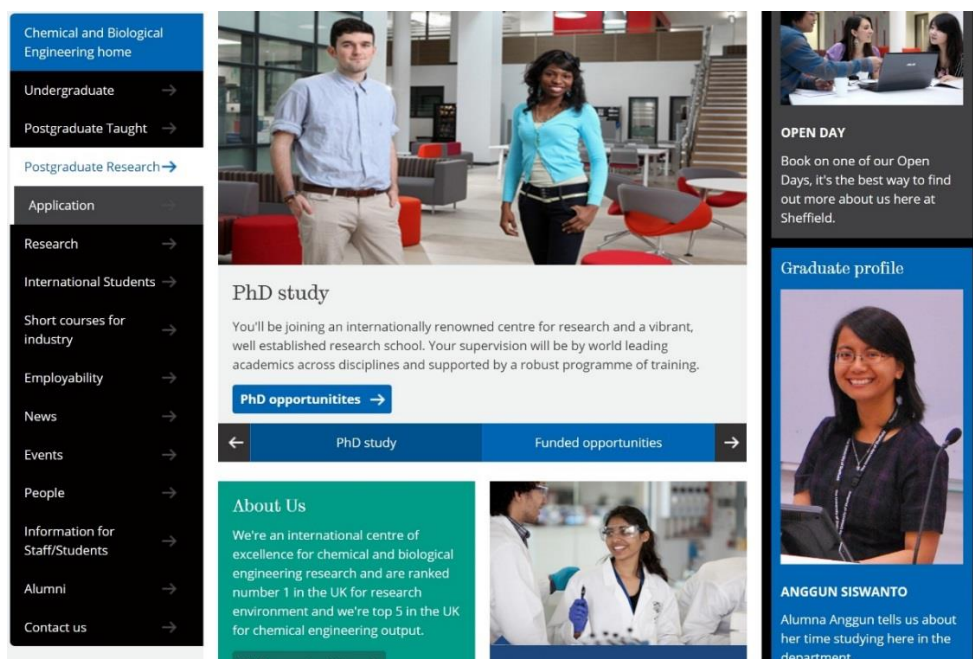 Chemical and Biological
Engineering home
Undergraduate
Postgraduate Taught
Postgraduate Research
Application
Research
International Students
Short courses for
industry
Employability
News
Events
People
Information for
Staff/Students
Alumni
Contact us
PhD study
You'll be joining an internationally renowned centre for research and a vibrant,
well established research school. Your supervision will be by world leading
academics across disciplines and supported by a robust programme of training.
PhD opportunitites
PhD study
Funded opportunities
About Us
We're an international centre of
excellence for chemical and biological
engineering research and are ranked
number 1 in the UK for research
environment and we're top 5 in the UK
for chemical engineering output.
OPEN DAY
Book on one of our Open
Days, it's the best way to find
out more about us here at
Sheffield.
Graduate profile
ANGGUN SISWANTO
Alumna Anggun tells us about
her time studying here in the
department